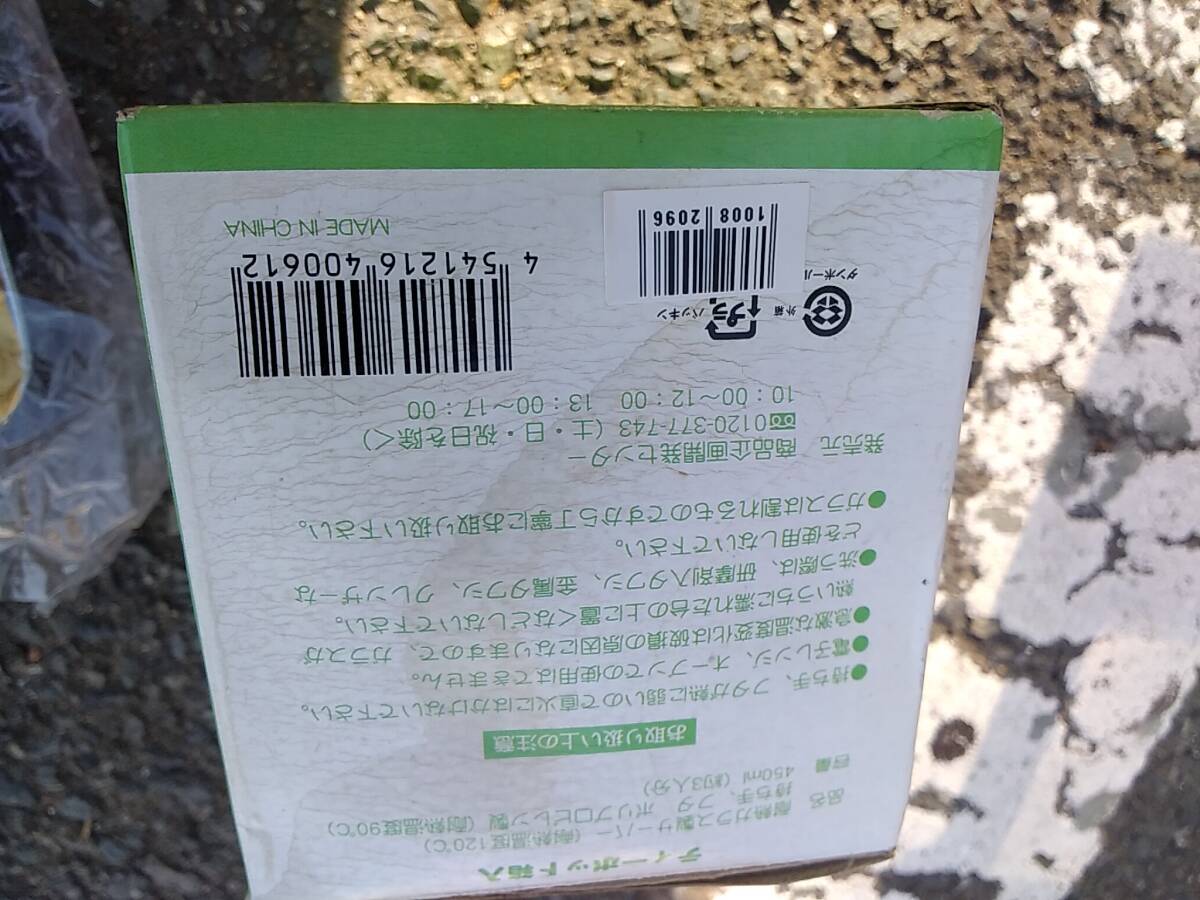 ティーポット箱入
品名 耐熱ガラス製サーバー（耐熱温度120℃）
持ち手、フタ ポリプロピレン製（耐熱温度90℃）
容量 450ml（約3人分）
お取り扱い上の注意
●持ち手、フタが熱に弱いので直火にはかけないで下さい。
●電子レンジ、オーブンでの使用はできません。
●急激な温度変化は破損の原因になりますので、ガラスが
熱いうちに濡れた台の上に置くなどしないで下さい。
●洗う際は、研摩剤入タワシ、金属タワシ、クレンザーな
どを使用しないで下さい。
●ガラスは割れるものですから丁寧にお取り扱い下さい。
発売元 商品企画開発センター
0120-377-743（土・日・祝日を除く）
10：00～12：00 13：00～17：00
外箱 ダンボール
プラ パッキン
1008
2096
4 541216 400612
MADE IN CHINA